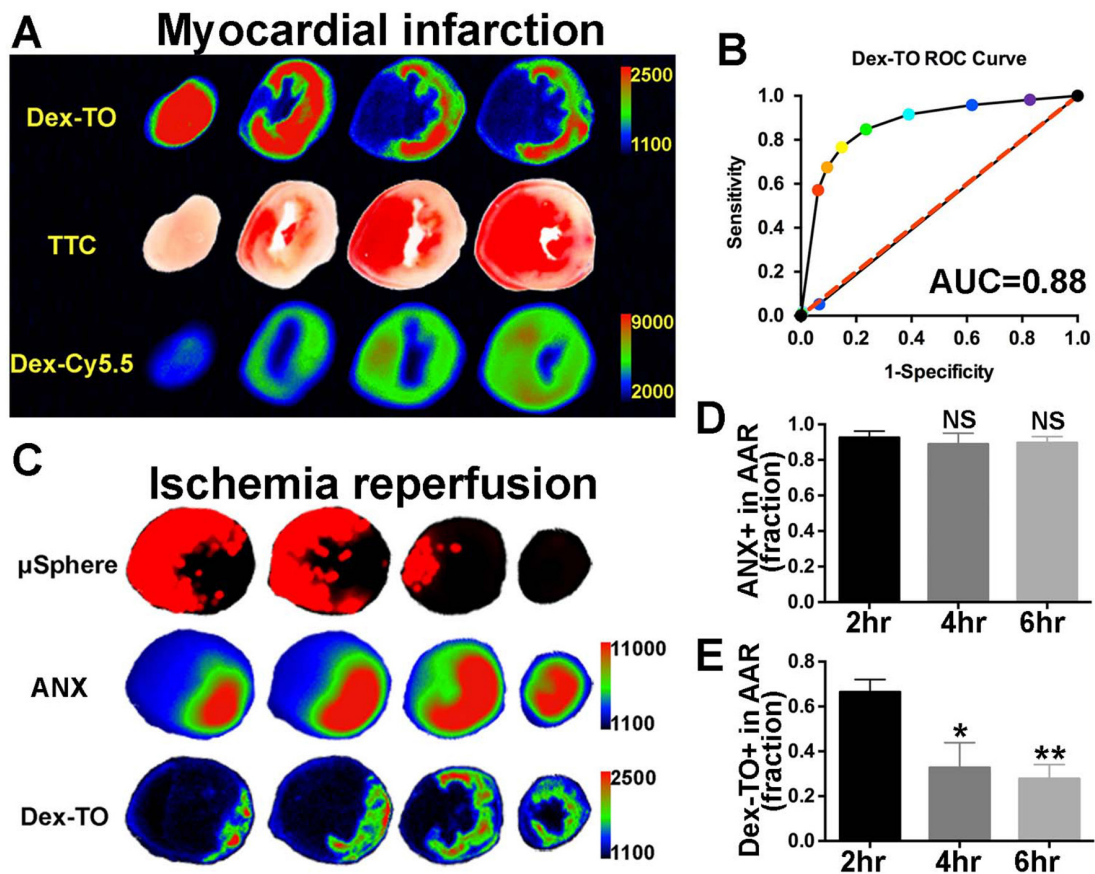 A
Myocardial infarction
Dex-TO
2500
1100
TTC
Dex-Cy5.5
9000
2000
B
Dex-TO ROC Curve
Sensitivity
1.0
0.8
0.6
0.4
0.2
0.0
0.0 0.2 0.4 0.6 0.8 1.0
1-Specificity
AUC=0.88
C
Ischemia reperfusion
µSphere
ANX
11000
1100
Dex-TO
2500
1100
D
ANX+ in AAR
(fraction)
1.0
0.8
0.6
0.4
0.2
0.0
NS NS
2hr 4hr 6hr
E
Dex-TO+ in AAR
(fraction)
0.8
0.6
0.4
0.2
0.0
* **
2hr 4hr 6hr